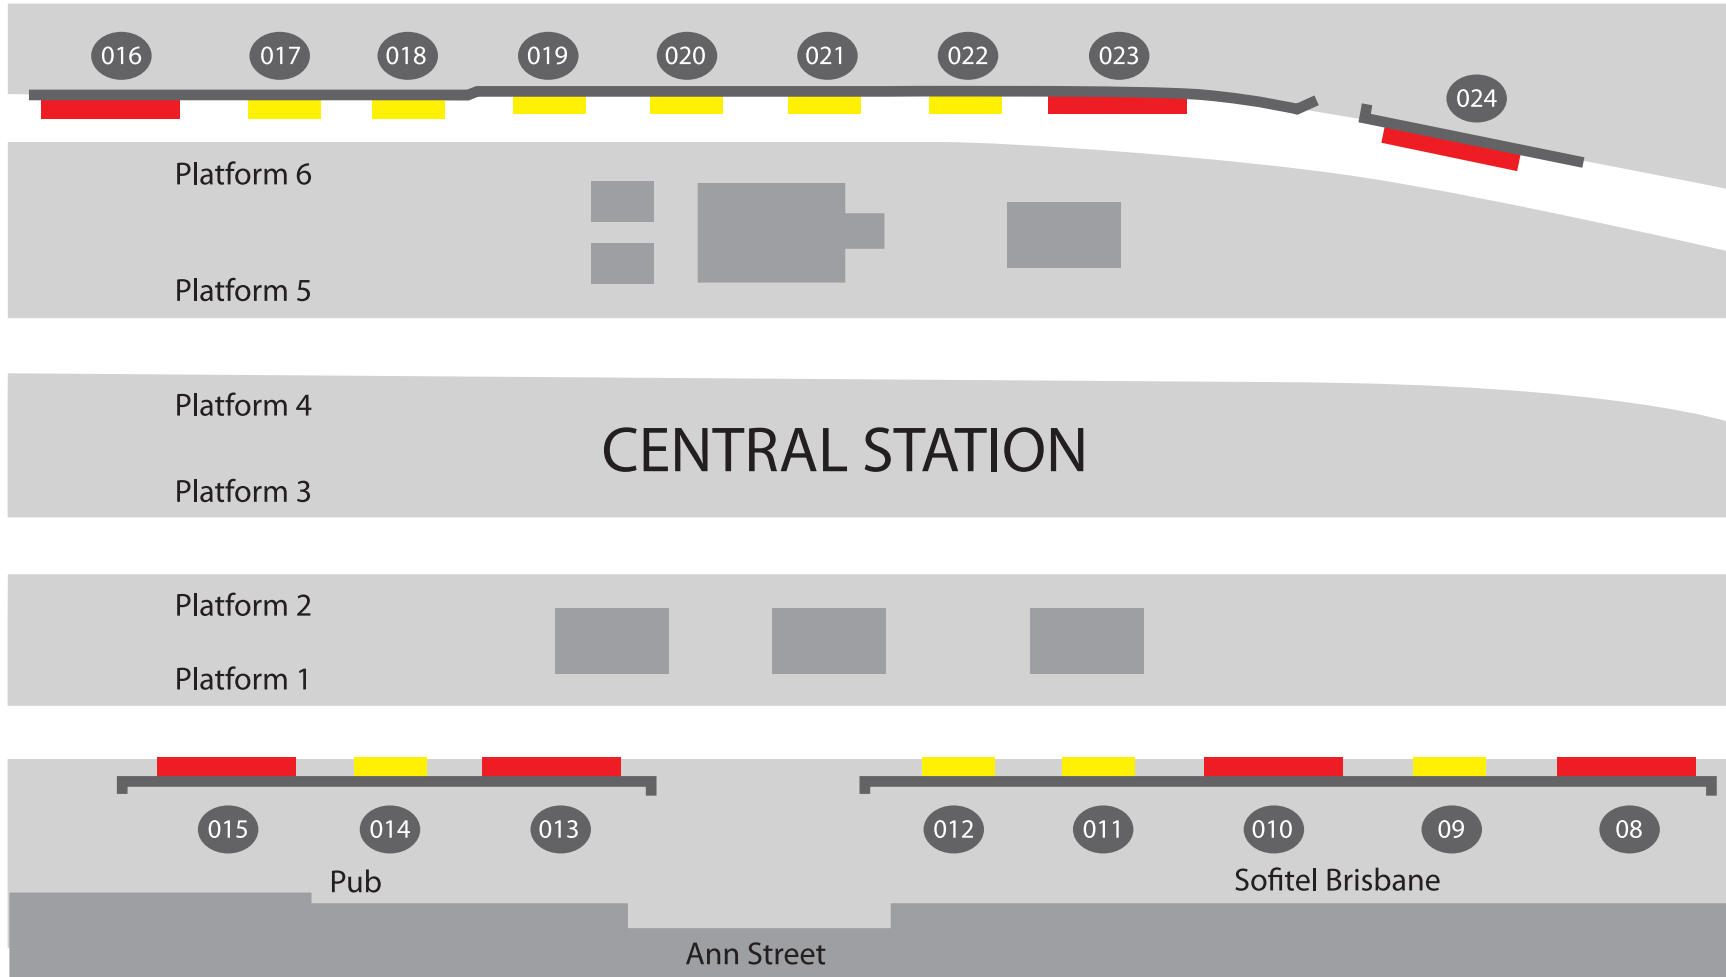 016 017 018 019 020 021 022 023
024
Platform 6
Platform 5
Platform 4
CENTRAL STATION
Platform 3
Platform 2
Platform 1
015 014 013 012 011 010 09 08
Pub
Sofitel Brisbane
Ann Street